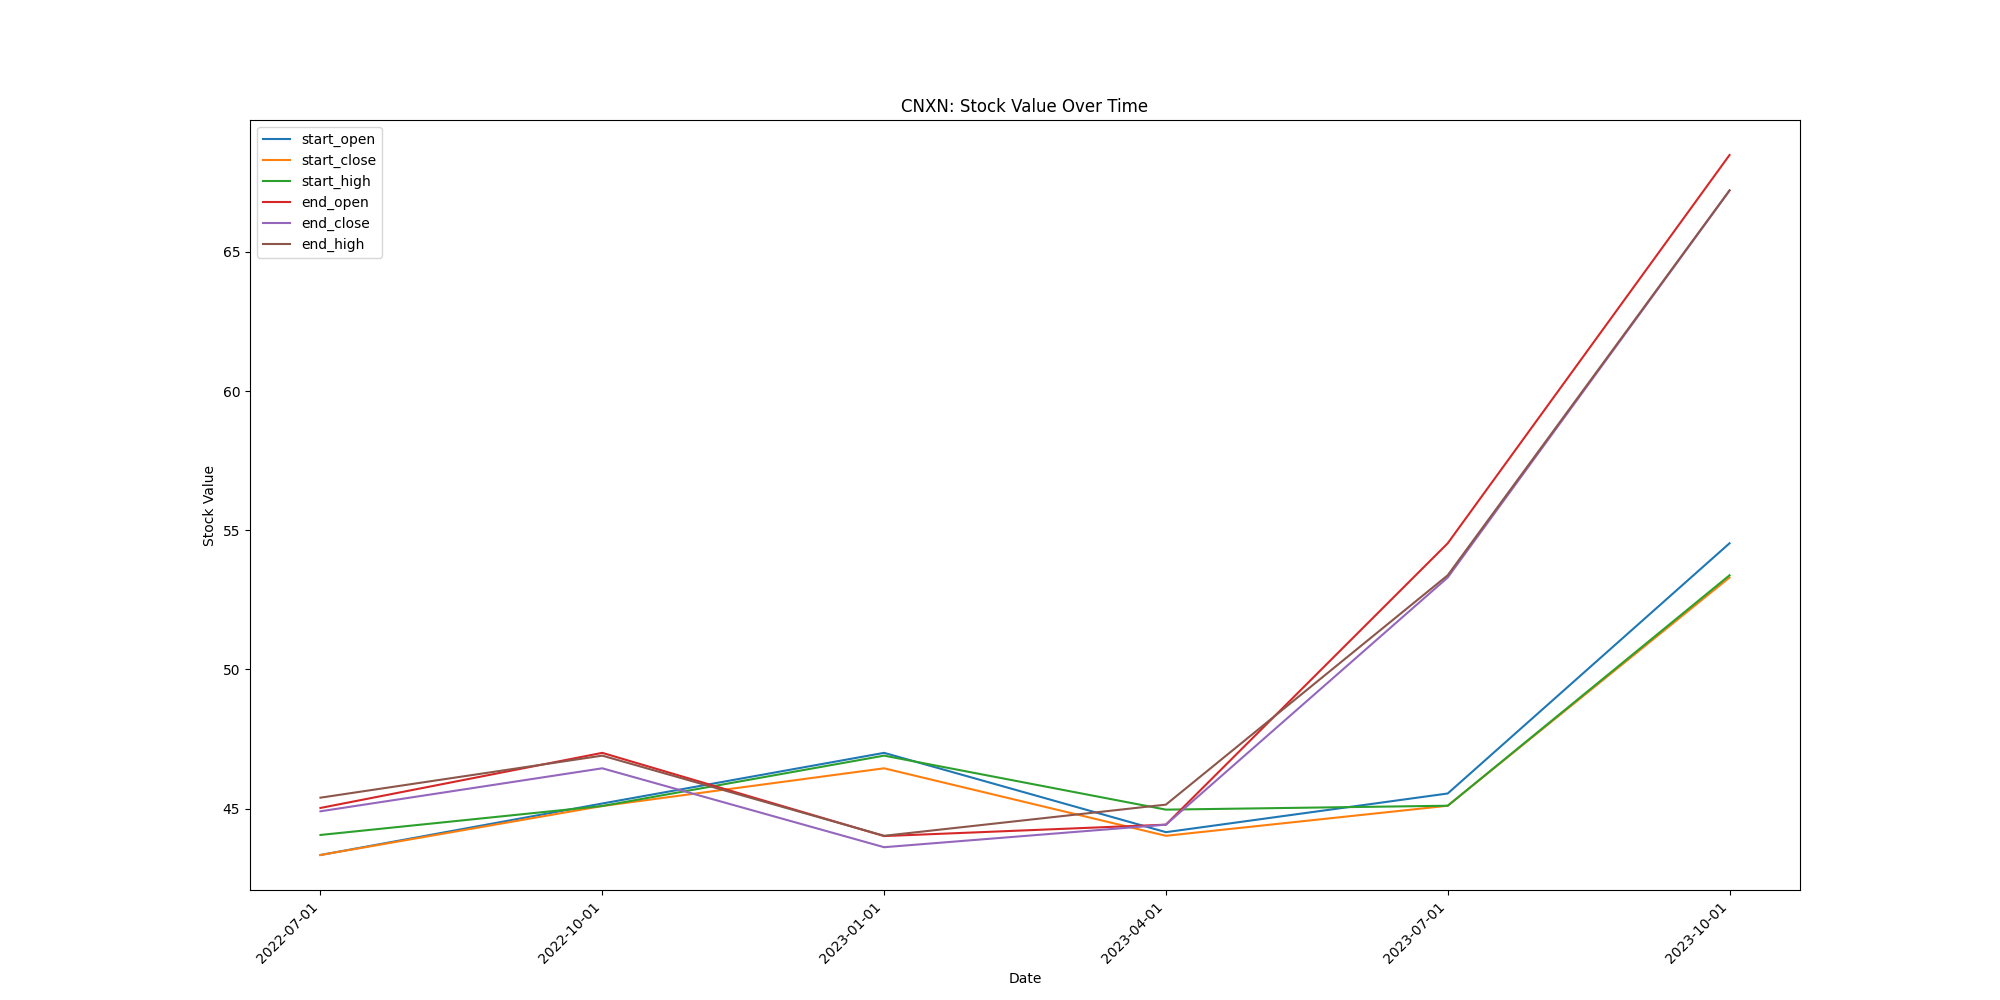 CNXN: Stock Value Over Time
start_open
start_close
start_high
end_open
end_close
end_high
65
60
55
50
45
Stock Value
2022-07-01
2022-10-01
2023-01-01
2023-04-01
2023-07-01
2023-10-01
Date